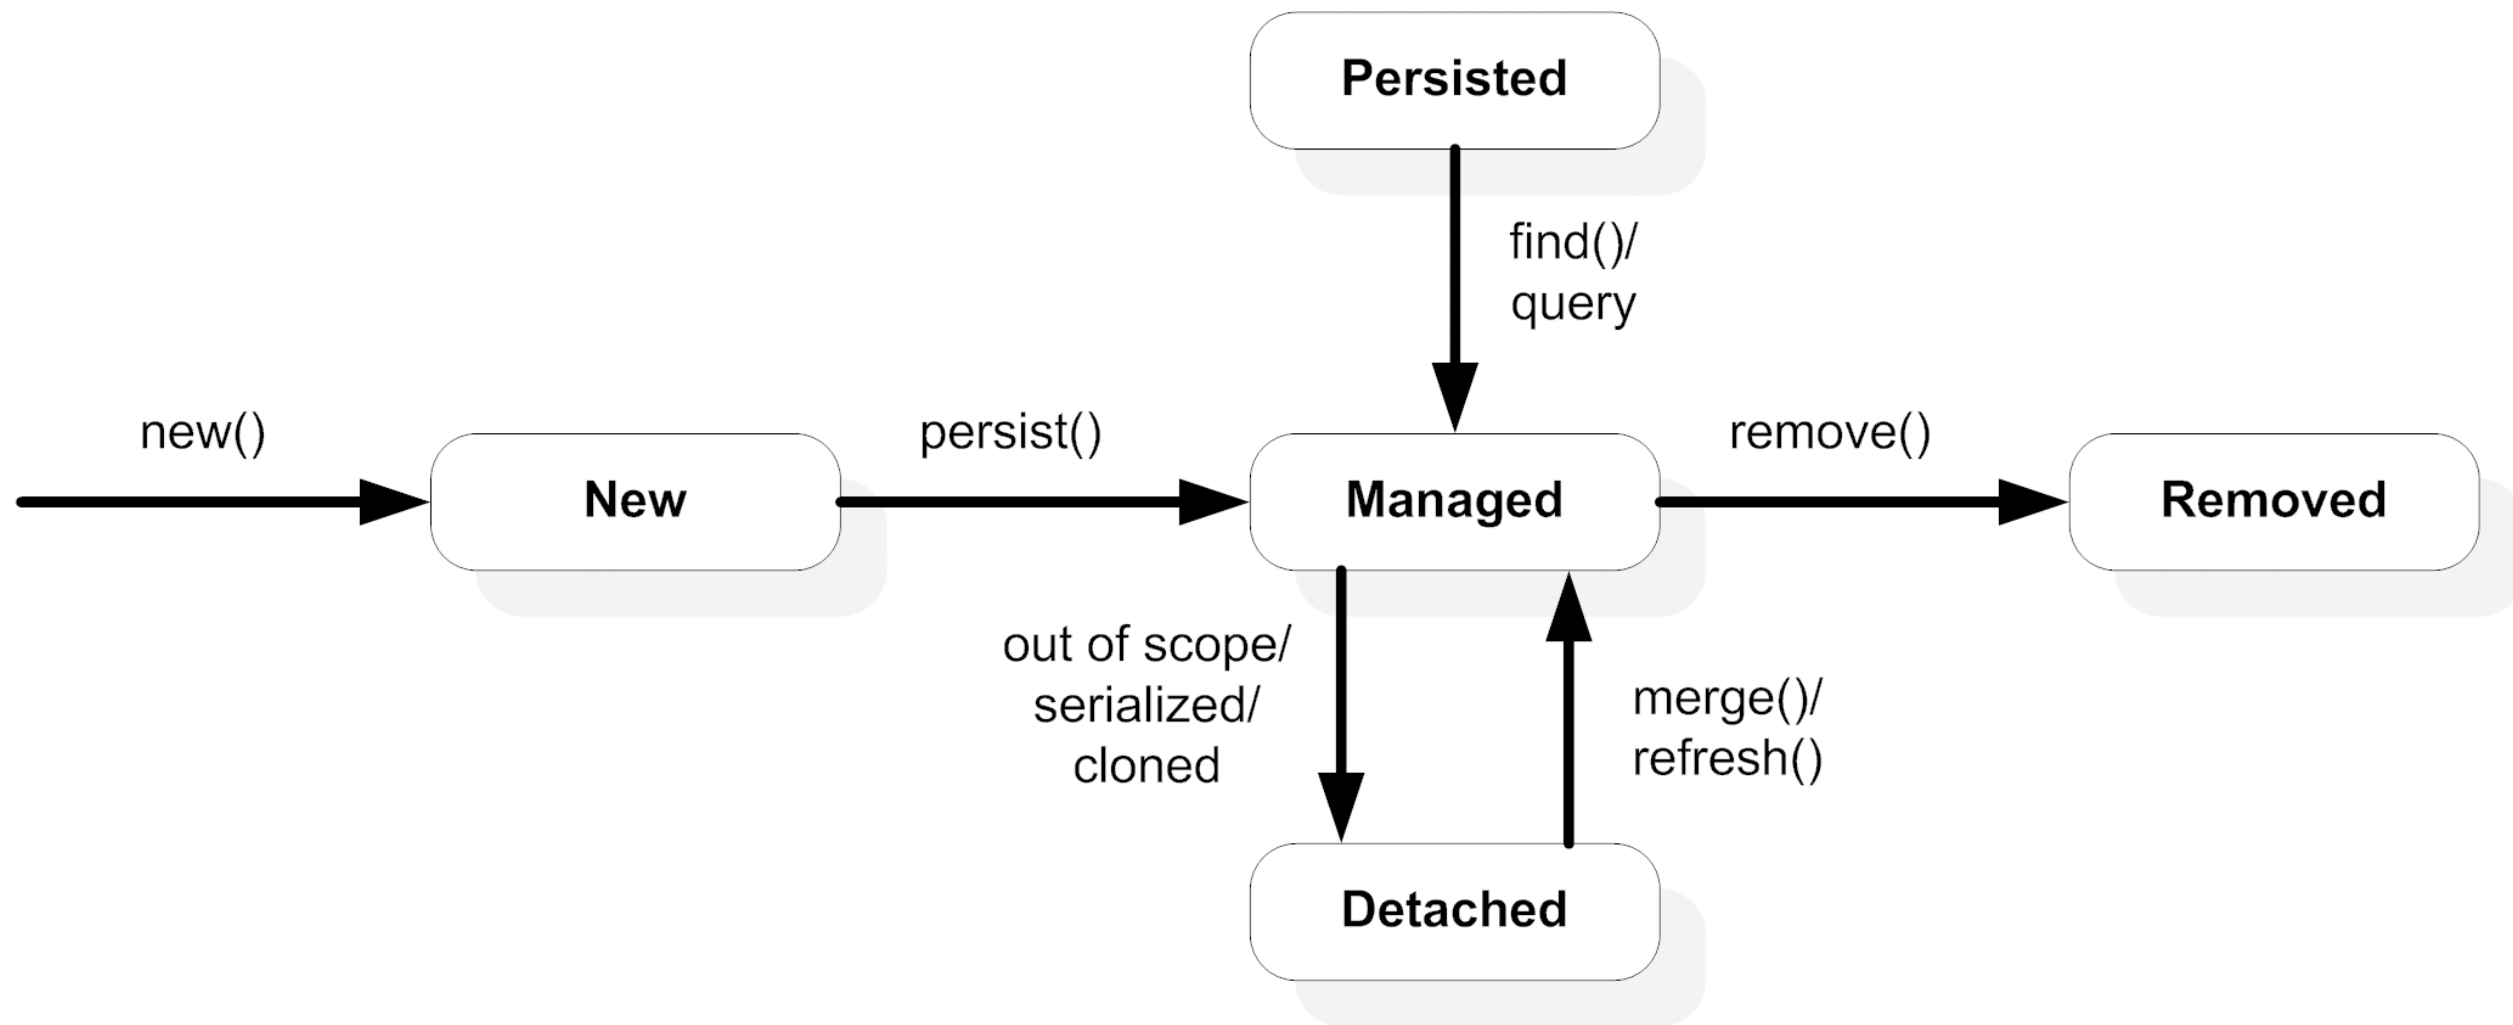 Persisted
find()/
query
new()
persist()
remove()
New
Managed
Removed
out of scope/
serialized/
cloned
merge()/
refresh()
Detached